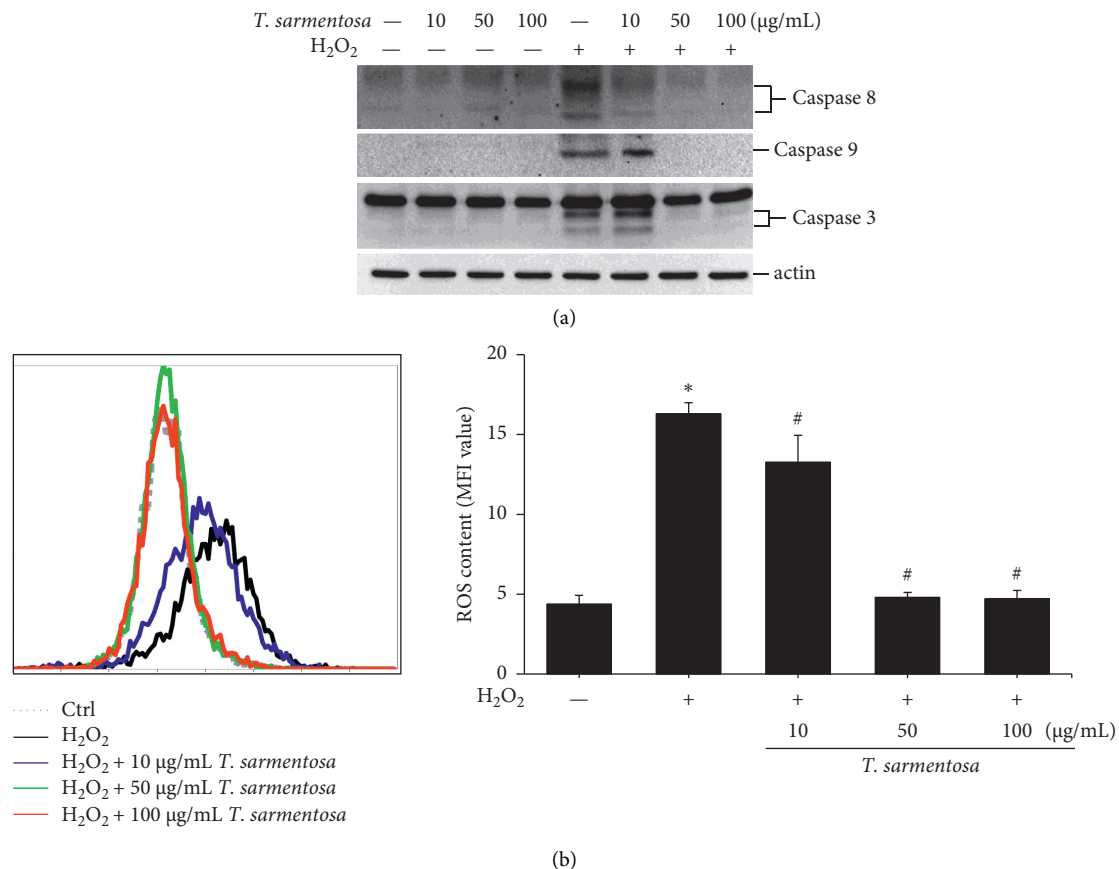 (a)
T. sarmentosa — 10 50 100 — 10 50 100 (µg/mL)
H₂O₂ — — — — + + + +
Caspase 8
Caspase 9
Caspase 3
actin
(a)
Ctrl
H₂O₂
H₂O₂ + 10 µg/mL T. sarmentosa
H₂O₂ + 50 µg/mL T. sarmentosa
H₂O₂ + 100 µg/mL T. sarmentosa
ROS content (MFI value)
20
15
10
5
0
*
#
#
#
H₂O₂ — + + + +
10 50 100 (µg/mL)
T. sarmentosa
(b)